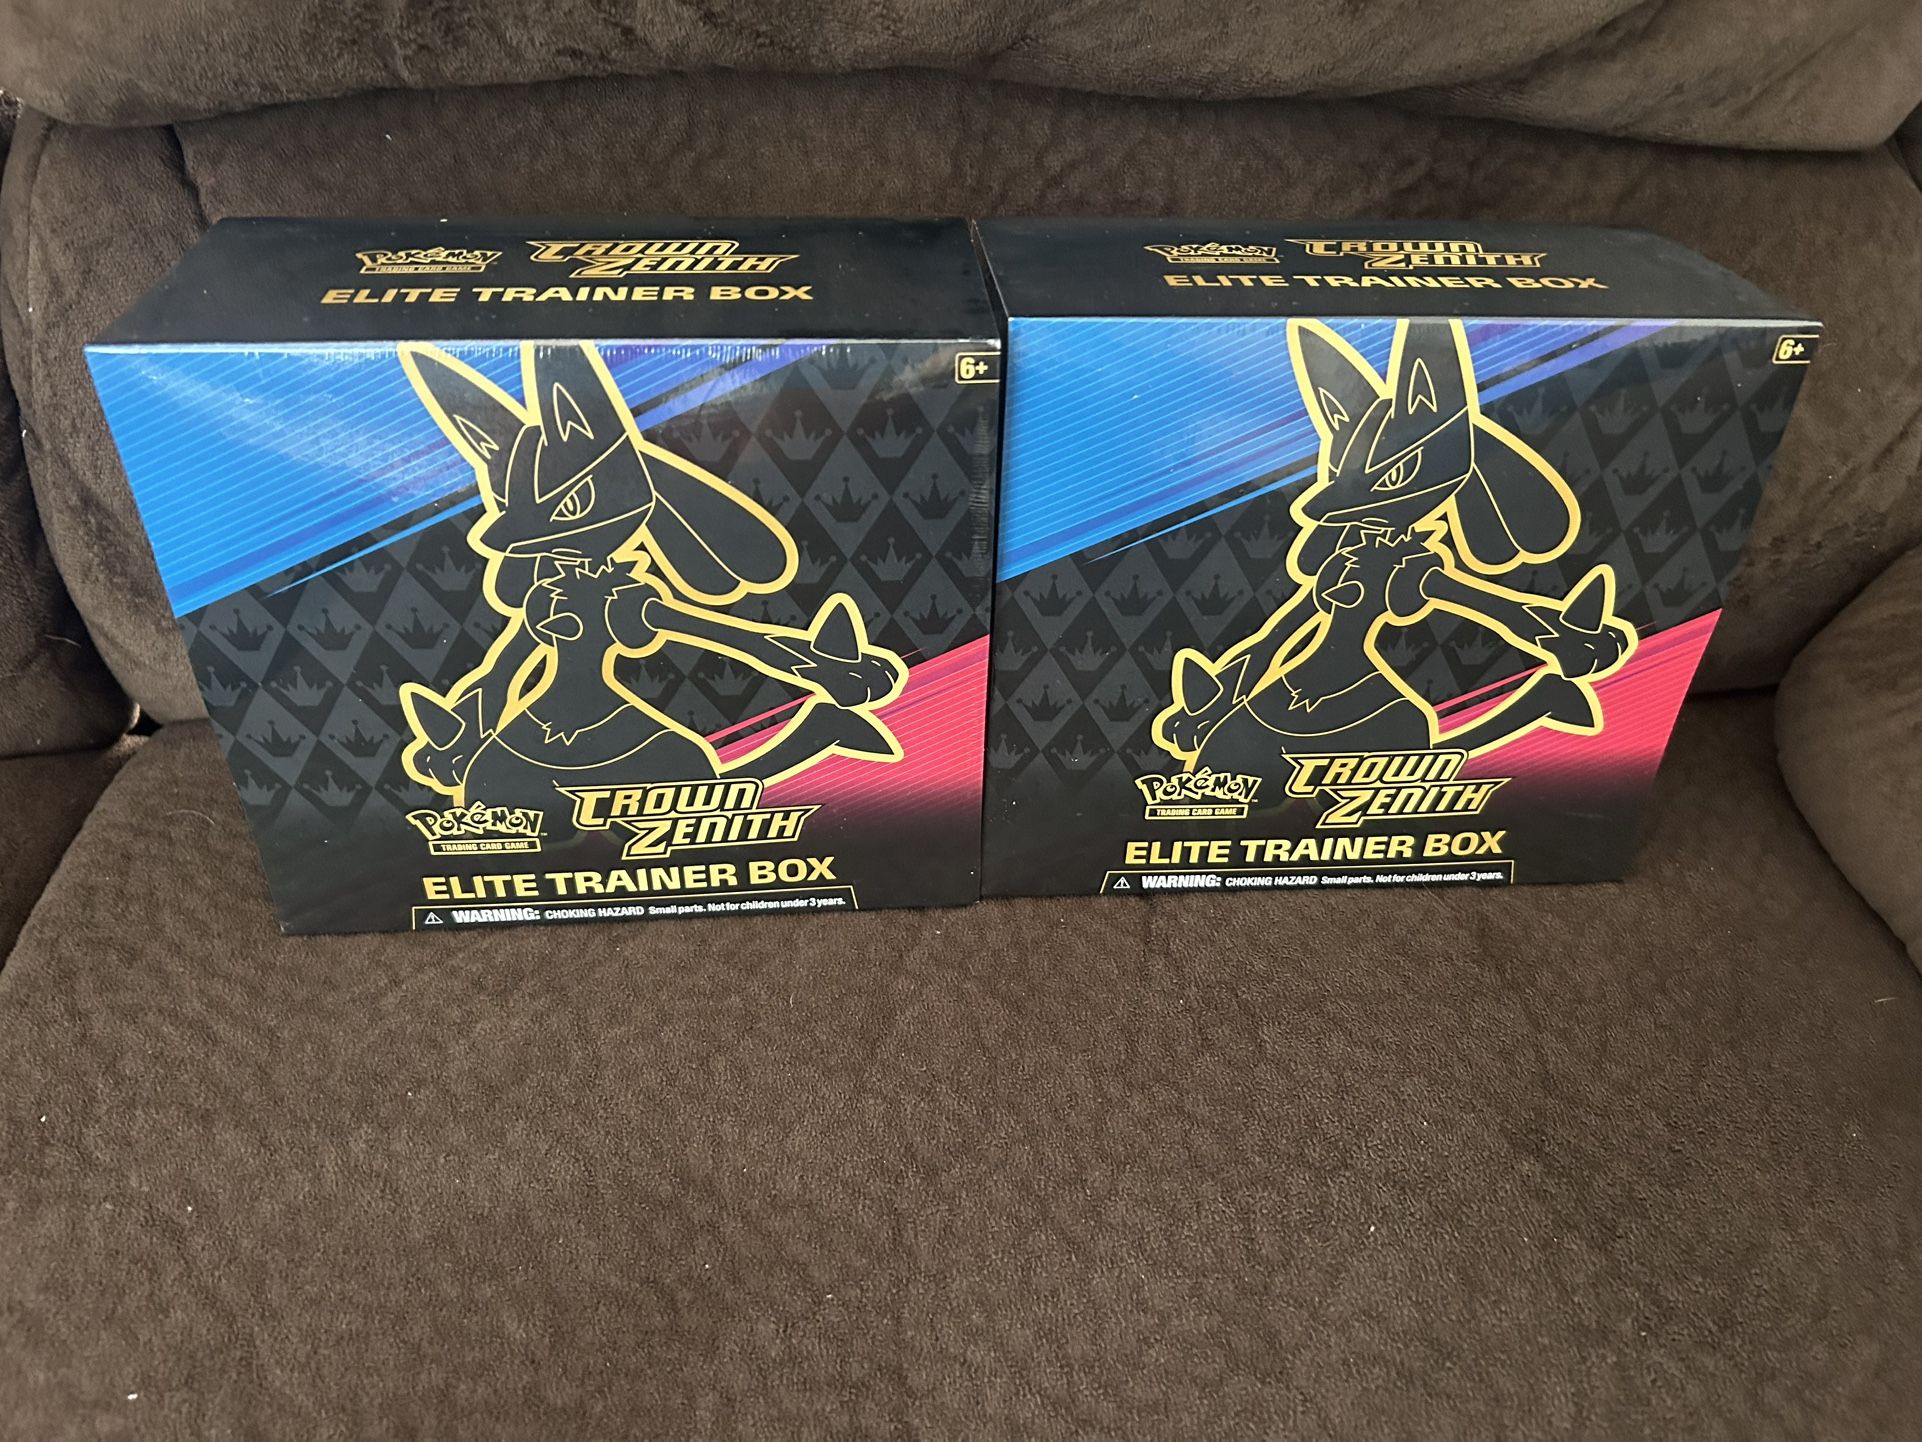 Pokémon
TRADING CARD GAME
CROWN
ZENITH
ELITE TRAINER BOX
6+
Pokémon
TRADING CARD GAME
CROWN
ZENITH
ELITE TRAINER BOX
WARNING: CHOKING HAZARD Small parts. Not for children under 3 years.
Pokémon
TRADING CARD GAME
CROWN
ZENITH
ELITE TRAINER BOX
6+
Pokémon
TRADING CARD GAME
CROWN
ZENITH
ELITE TRAINER BOX
WARNING: CHOKING HAZARD Small parts. Not for children under 3 years.